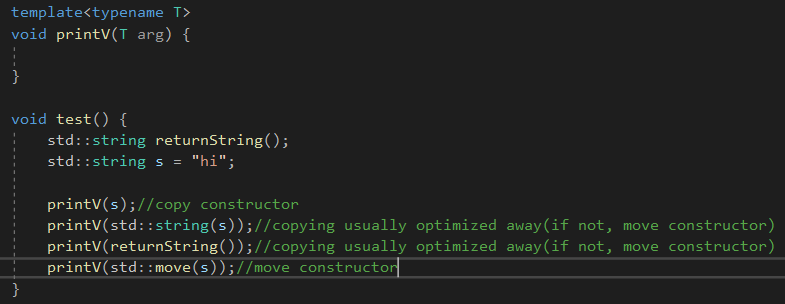 template<typename T>
void printV(T arg) {
}
void test() {
std::string returnString();
std::string s = "hi";
printV(s);//copy constructor
printV(std::string(s));//copying usually optimized away(if not, move constructor)
printV(returnString());//copying usually optimized away(if not, move constructor)
printV(std::move(s));//move constructor
}